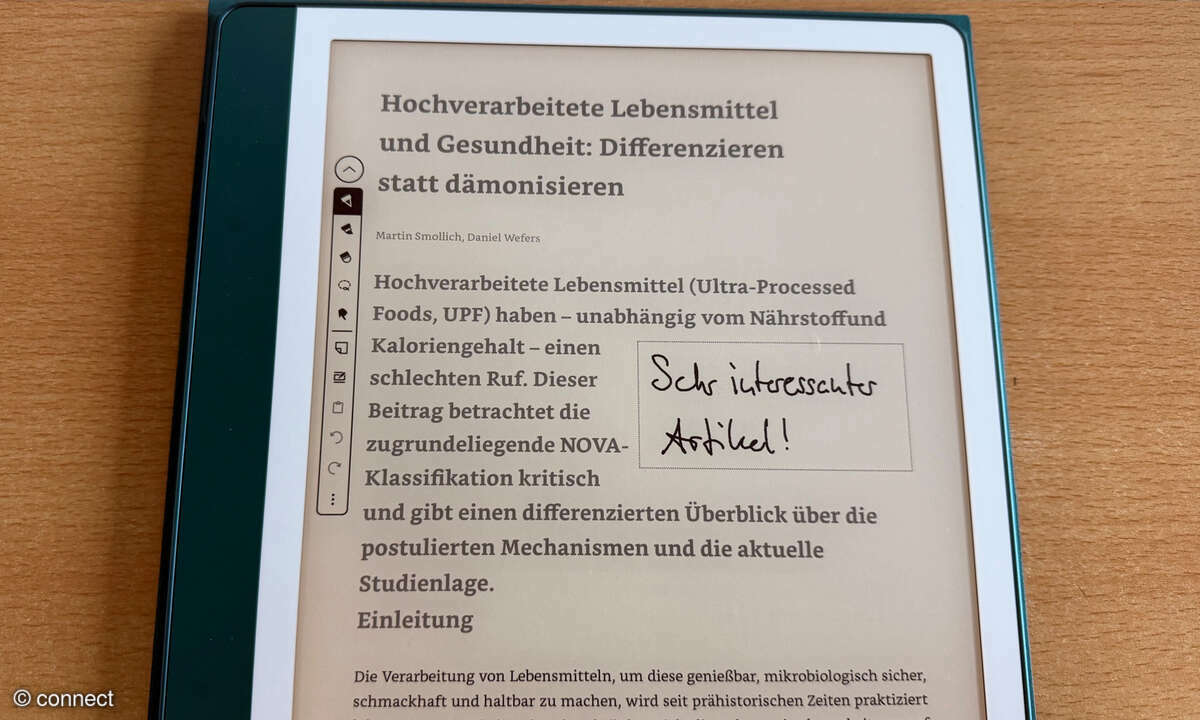 Hochverarbeitete Lebensmittel
und Gesundheit: Differenzieren
statt dämonisieren
Martin Smollich, Daniel Wefers
Hochverarbeitete Lebensmittel (Ultra-Processed
Foods, UPF) haben – unabhängig vom Nährstoffund
Kaloriengehalt – einen
schlechten Ruf. Dieser
Beitrag betrachtet die
zugrundeliegende NOVA-
Klassifikation kritisch
Sehr interessanter
Artikel!
und gibt einen differenzierten Überblick über die
postulierten Mechanismen und die aktuelle
Studienlage.
Einleitung
Die Verarbeitung von Lebensmitteln, um diese genießbar, mikrobiologisch sicher,
schmackhaft und haltbar zu machen, wird seit prähistorischen Zeiten praktiziert
© connect